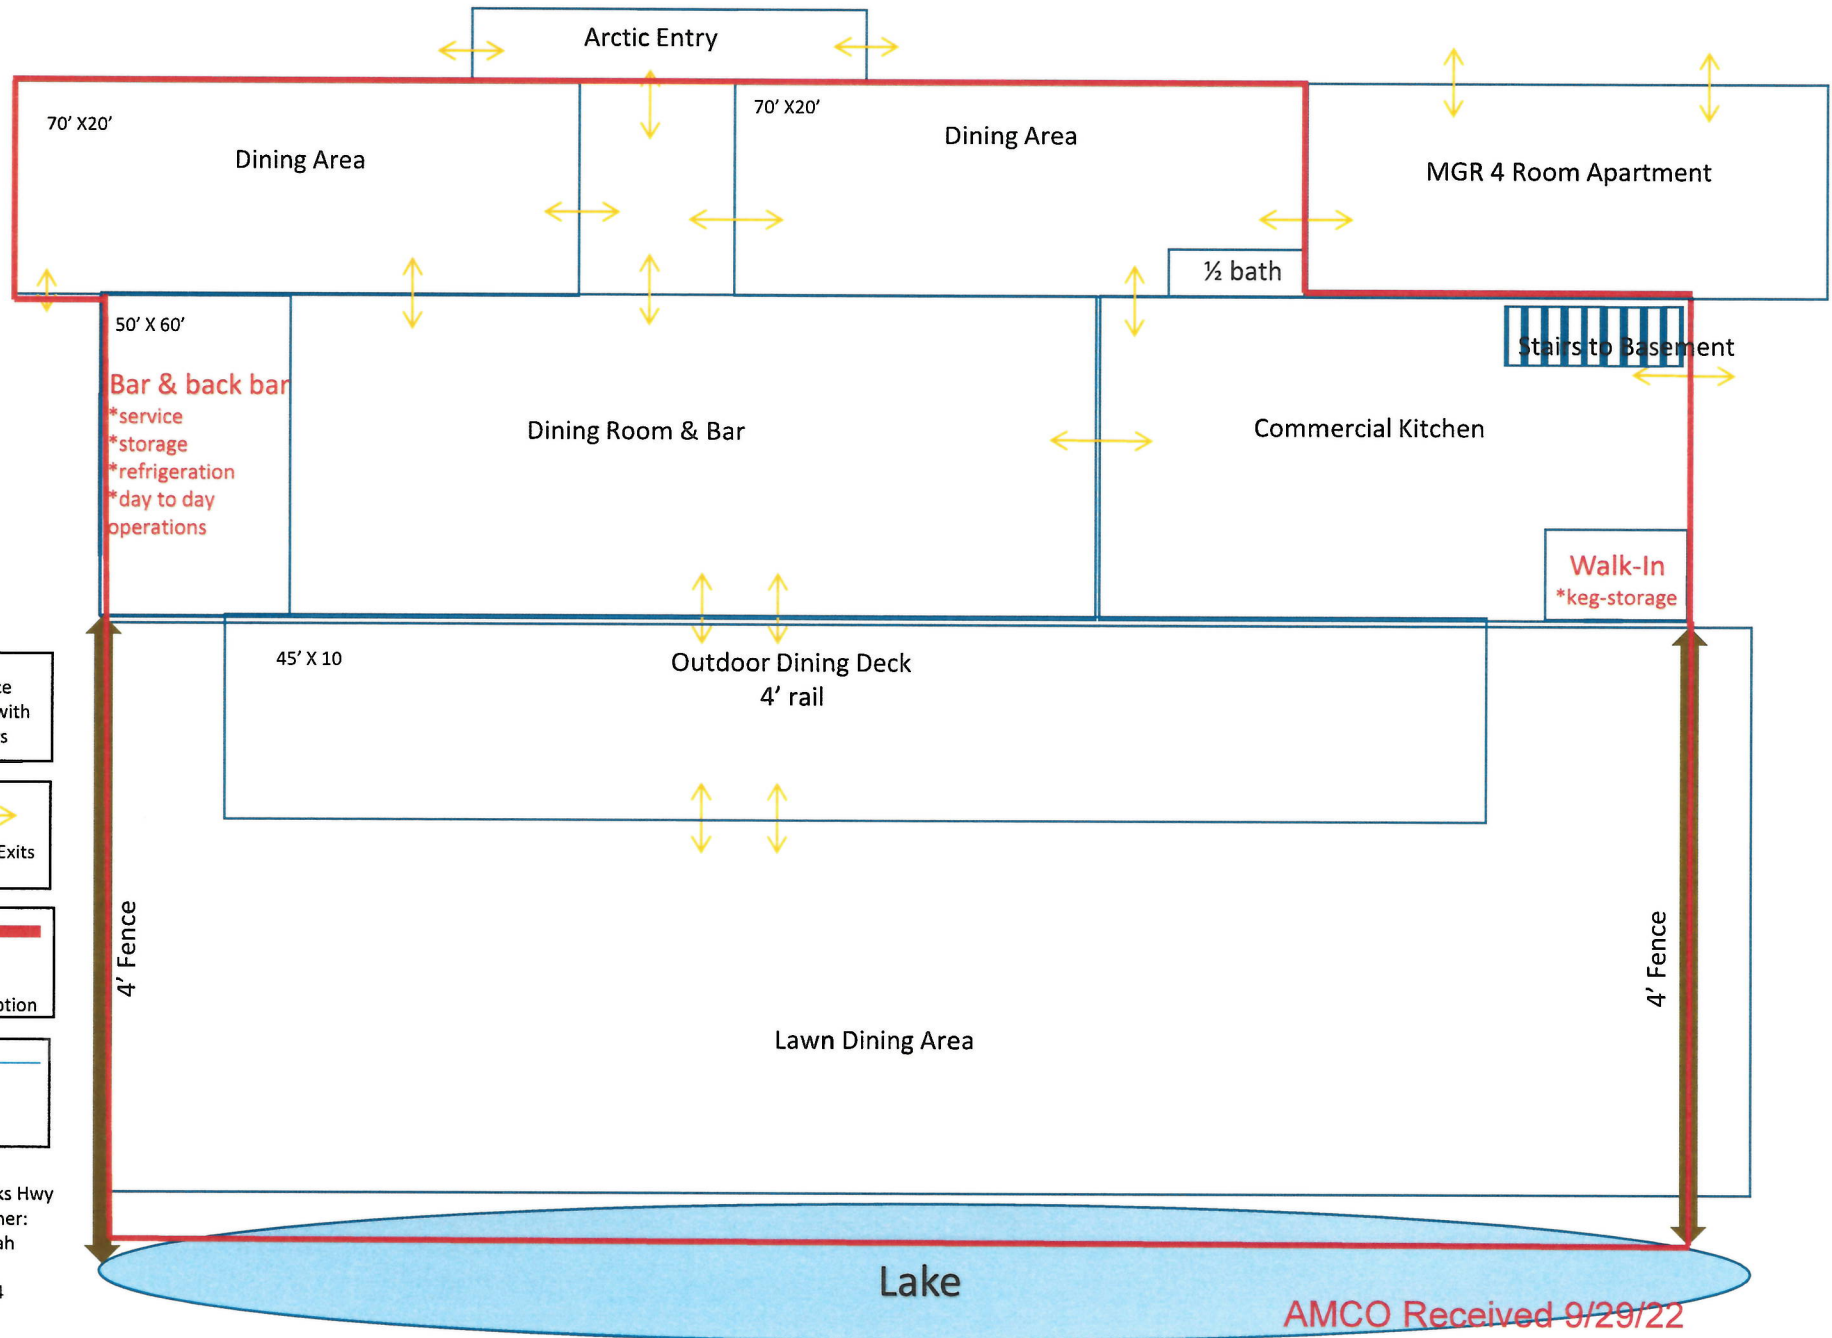 Arctic Entry
70' X20'
Dining Area
70' X20'
Dining Area
MGR 4 Room Apartment
½ bath
50' X 60'
Bar & back bar
*service
*storage
*refrigeration
*day to day
operations
Dining Room & Bar
Commercial Kitchen
Stairs to Basement
Walk-In
*keg-storage
45' X 10
Outdoor Dining Deck
4' rail
with
Exits
4' Fence
4' Fence
Lawn Dining Area
Hwy
Lake
AMCO Received 9/29/22